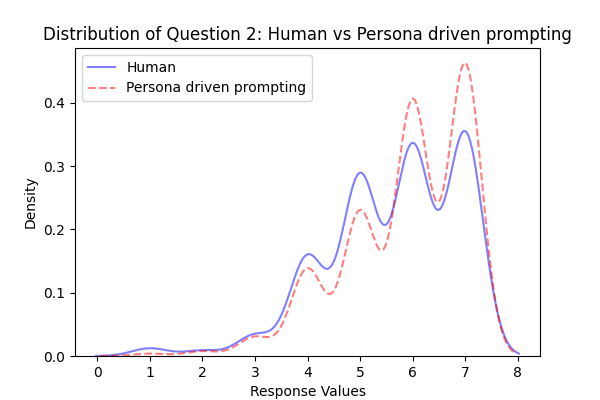 Distribution of Question 2: Human vs Persona driven prompting
Human
Persona driven prompting
Density
0.4
0.3
0.2
0.1
0.0
0 1 2 3 4 5 6 7 8
Response Values